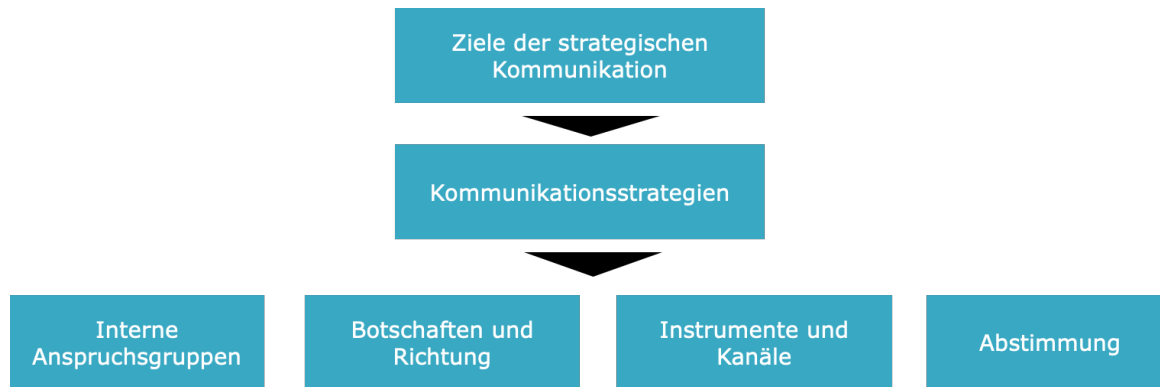 Ziele der strategischen
Kommunikation
Kommunikationsstrategien
Interne
Anspruchsgruppen
Botschaften und
Richtung
Instrumente und
Kanäle
Abstimmung